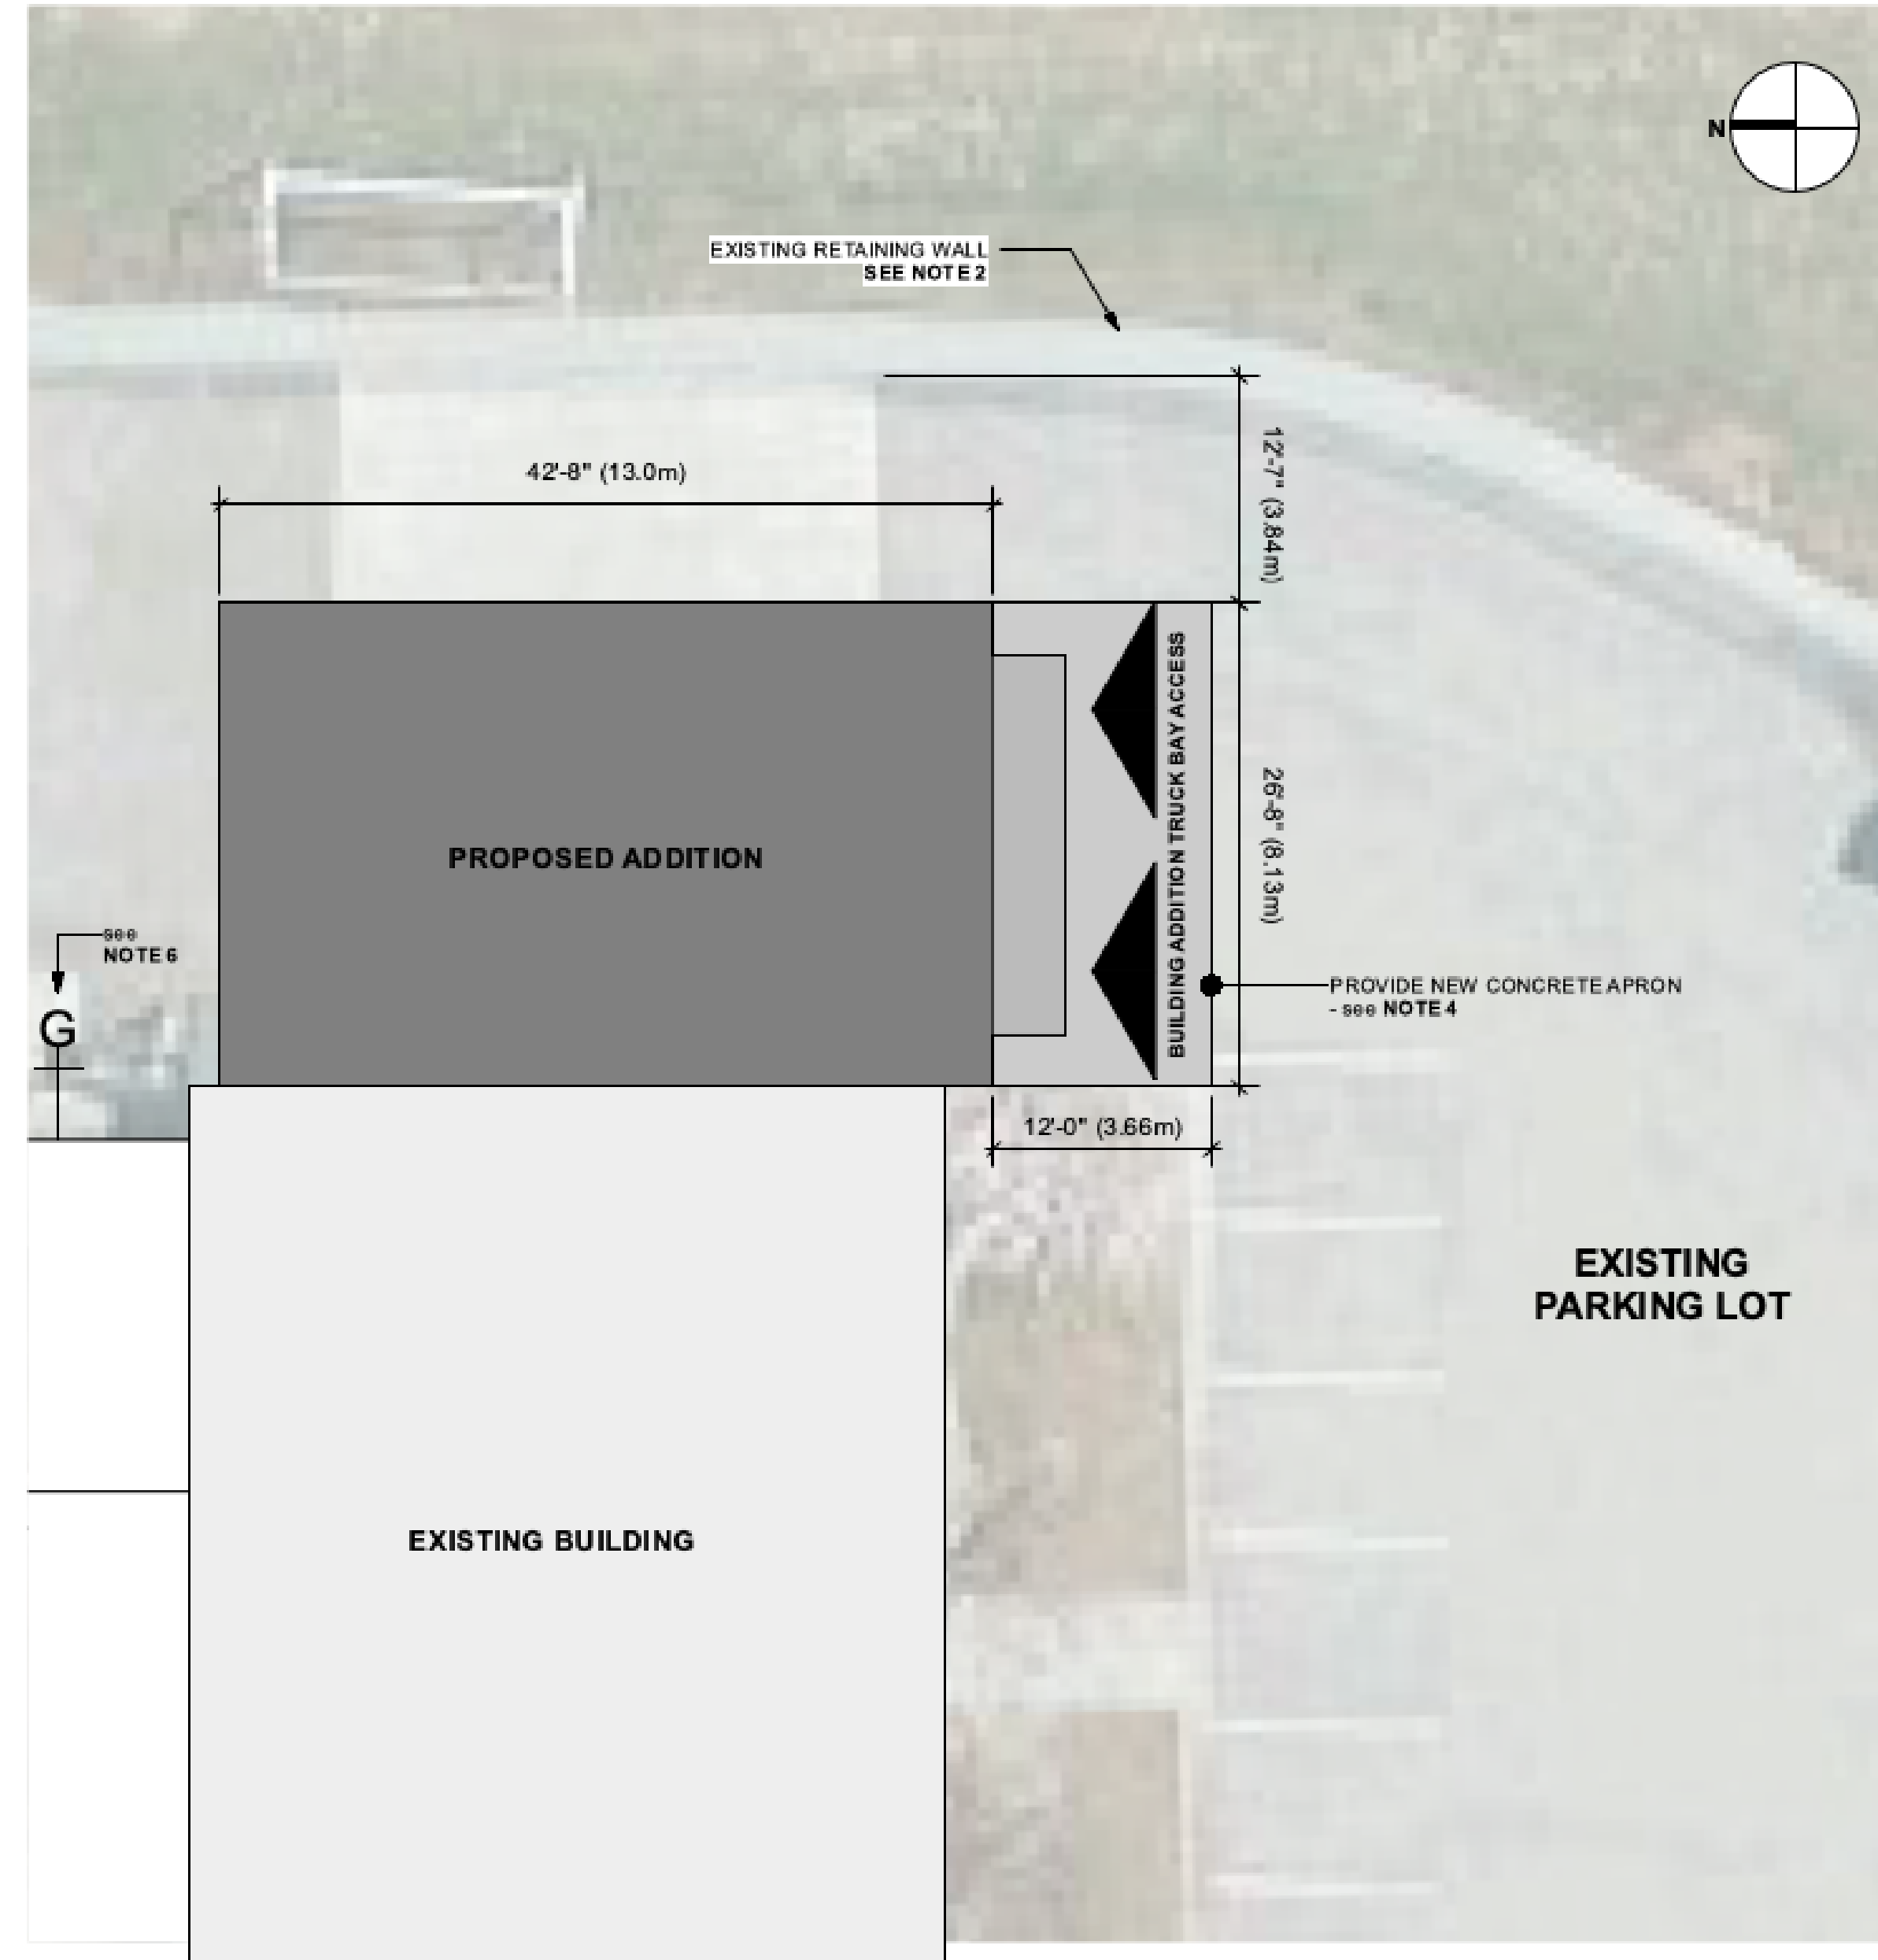 N
EXISTING RETAINING WALL
SEE NOTE 2
42'-8" (13.0m)
12'-7" (3.84m)
BUILDING ADDITION TRUCK BAY ACCESS
26'-8" (8.13m)
PROPOSED ADDITION
see
NOTE 6
G
PROVIDE NEW CONCRETE APRON
- see NOTE 4
12'-0" (3.66m)
EXISTING
PARKING LOT
EXISTING BUILDING